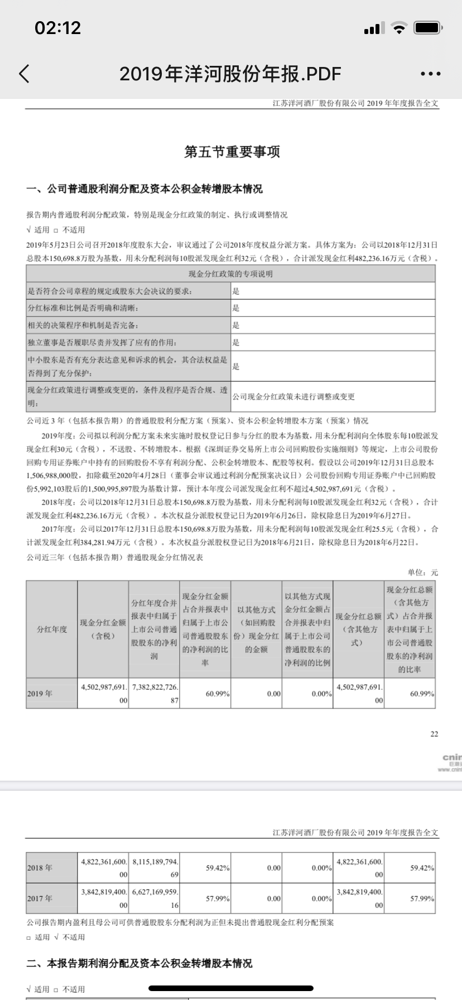 02:12
2019年洋河股份年报.PDF
江苏洋河酒厂股份有限公司 2019 年年度报告全文
第五节重要事项
一、公司普通股利润分配及资本公积金转增股本情况
报告期内普通股利润分配政策，特别是现金分红政策的制定、执行或调整情况
√ 适用 □ 不适用
2019年5月23日公司召开2018年度股东大会，审议通过了公司2018年度权益分派方案。具体方案为：公司以2018年12月31日
总股本150,698.8万股为基数，用未分配利润每10股派发现金红利32元（含税），合计派发现金红利482,236.16万元（含税）。
现金分红政策的专项说明
是否符合公司章程的规定或股东大会决议的要求： 是
分红标准和比例是否明确和清晰： 是
相关的决策程序和机制是否完备： 是
独立董事是否履职尽责并发挥了应有的作用： 是
中小股东是否有充分表达意见和诉求的机会，其合法权益是
否得到了充分保护：
是
现金分红政策进行调整或变更的，条件及程序是否合规、透
明：
公司现金分红政策未进行调整或变更
公司近 3 年（包括本报告期）的普通股股利分配方案（预案）、资本公积金转增股本方案（预案）情况
2019年度：公司拟以利润分配方案未来实施时股权登记日参与分红的股本为基数，用未分配利润向全体股东每10股派发
现金红利30元（含税），不送股、不转增股本。根据《深圳证券交易所上市公司回购股份实施细则》等规定，上市公司股份
回购专用证券账户中持有的回购股份不享有利润分配、公积金转增股本、配股等权利。假设以公司2019年12月31日总股本
1,506,988,000股，扣除截至2020年4月28日（董事会审议通过利润分配预案决议日）公司股份回购专用证券账户中已回购股
份5,992,103股后的1,500,995,897股为基数计算，预计本年度公司派发现金红利不超过4,502,987,691元（含税）。
2018年度：公司以2018年12月31日总股本150,698.8万股为基数，用未分配利润每10股派发现金红利32元（含税），合计
派发现金红利482,236.16万元（含税）。本次权益分派股权登记日为2019年6月26日，除权除息日为2019年6月27日。
2017年度：公司以2017年12月31日总股本150,698.8万股为基数，用未分配利润每10股派发现金红利25.5元（含税），合
计派发现金红利384,281.94万元（含税）。本次权益分派股权登记日为2018年6月21日，除权除息日为2018年6月22日。
公司近三年（包括本报告期）普通股现金分红情况表
单位：元
分红年度
现金分红金额
（含税）
分红年度合并
报表中归属于
上市公司普通
股股东的净利
润
现金分红金额
占合并报表中
归属于上市公
司普通股股东
的净利润的比
率
以其他方式
（如回购股
份）现金分红
的金额
以其他方式现
金分红金额占
合并报表中归
属于上市公司
普通股股东的
净利润的比例
现金分红总额
（含其他方
式）
现金分红总额
（含其他方
式）占合并报
表中归属于上
市公司普通股
股东的净利润
的比率
2019 年 4,502,987,691.00 7,382,822,726.87 60.99% 0.00 0.00% 4,502,987,691.00 60.99%
22
cnin
www.cnin
江苏洋河酒厂股份有限公司 2019 年年度报告全文
2018 年 4,822,361,600.00 8,115,189,794.69 59.42% 0.00 0.00% 4,822,361,600.00 59.42%
2017 年 3,842,819,400.00 6,627,169,959.16 57.99% 0.00 0.00% 3,842,819,400.00 57.99%
公司报告期内盈利且母公司可供普通股股东分配利润为正但未提出普通股现金红利分配预案
□ 适用 √ 不适用
二、本报告期利润分配及资本公积金转增股本情况
√ 适用 □ 不适用